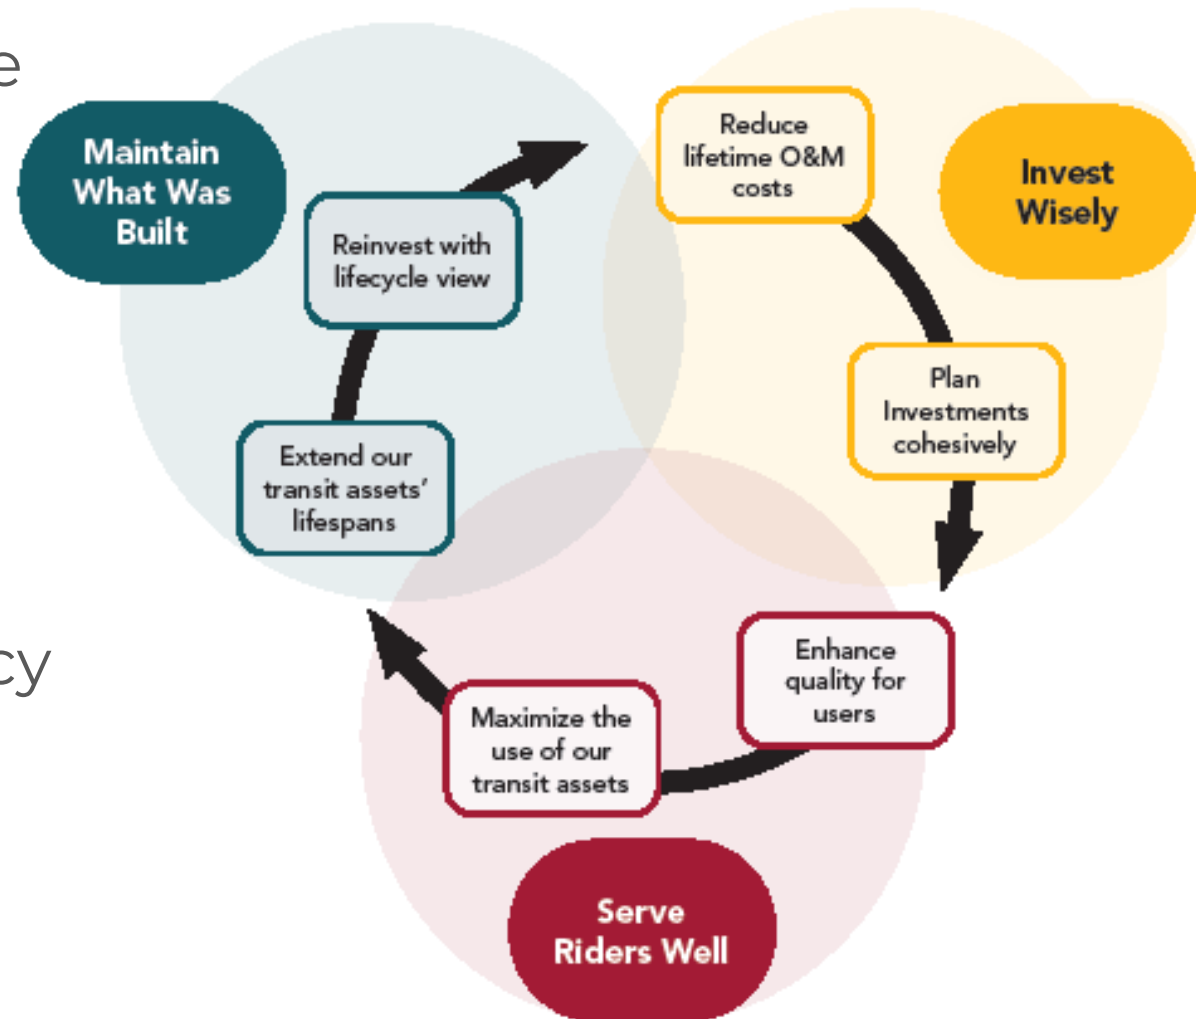 e
cy
Maintain
What Was
Built
Reinvest with
lifecycle view
Extend our
transit assets’
lifespans
Reduce
lifetime O&M
costs
Invest
Wisely
Plan
Investments
cohesively
Enhance
quality for
users
Maximize the
use of our
transit assets
Serve
Riders Well